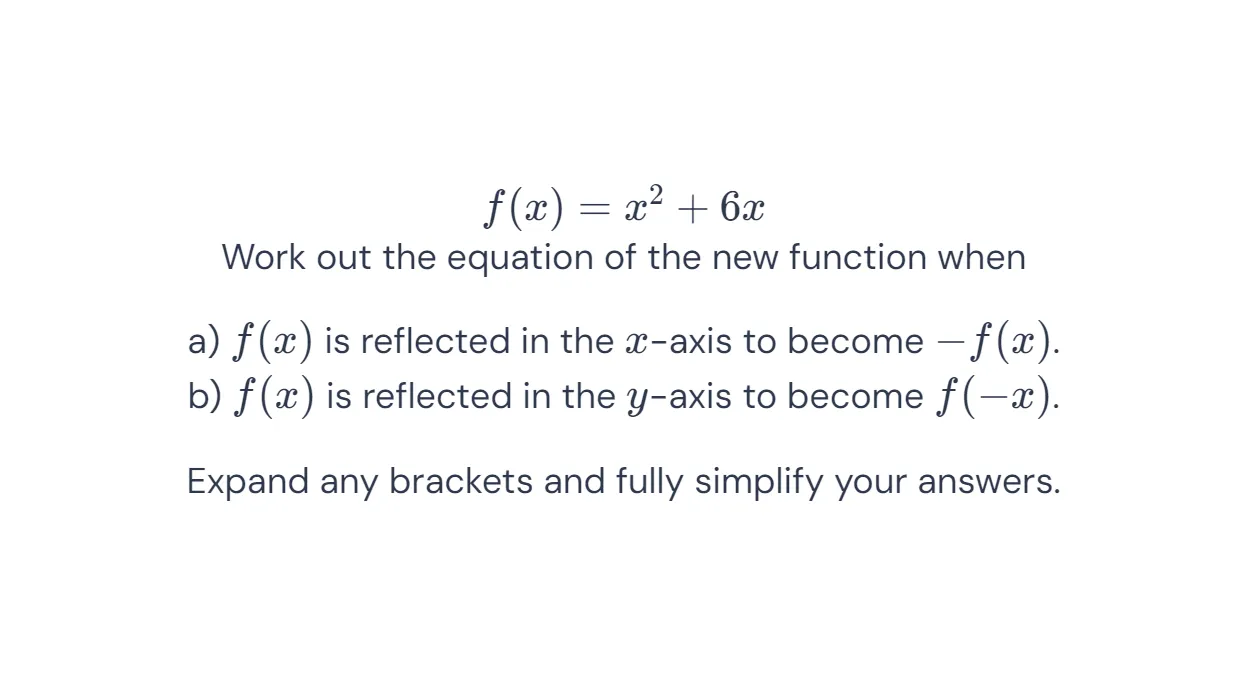 f(x) = x² + 6x
Work out the equation of the new function when
a) f(x) is reflected in the x-axis to become −f(x).
b) f(x) is reflected in the y-axis to become f(−x).
Expand any brackets and fully simplify your answers.